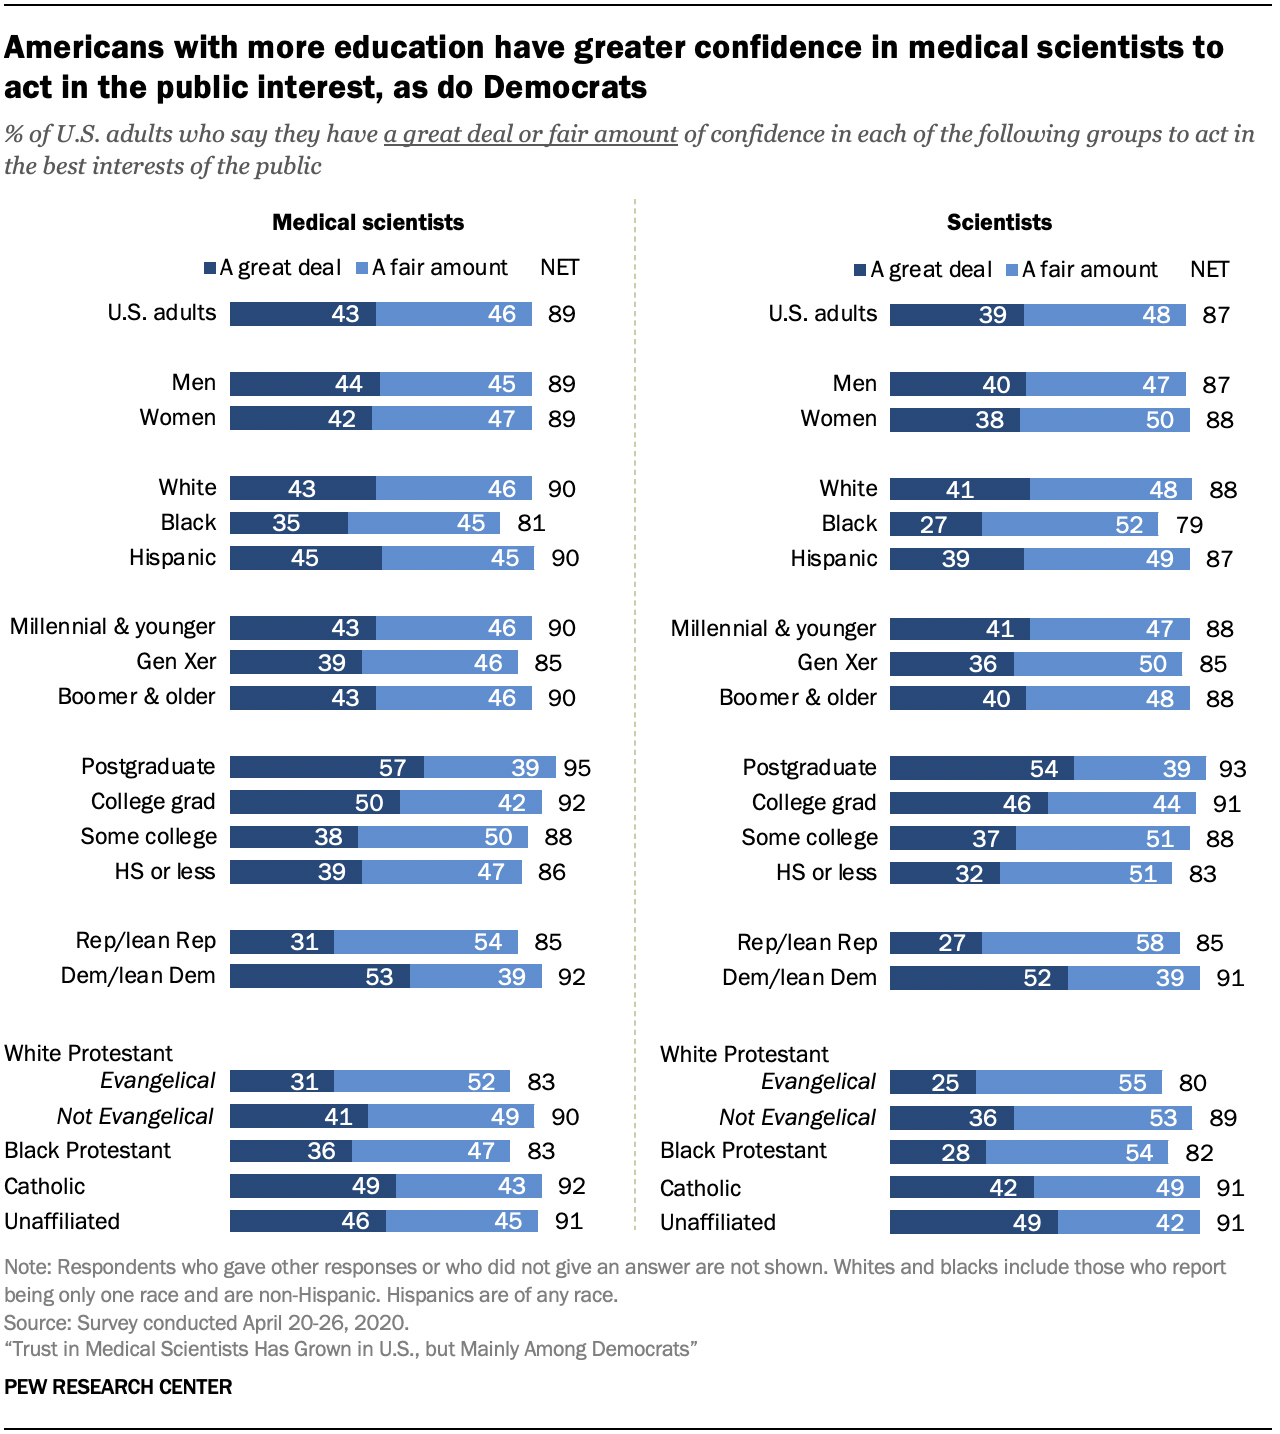 Americans with more education have greater confidence in medical scientists to
act in the public interest, as do Democrats
% of U.S. adults who say they have a great deal or fair amount of confidence in each of the following groups to act in
the best interests of the public
Medical scientists
A great deal A fair amount NET
U.S. adults 43 46 89
Men 44 45 89
Women 42 47 89
White 43 46 90
Black 35 45 81
Hispanic 45 45 90
Millennial & younger 43 46 90
Gen Xer 39 46 85
Boomer & older 43 46 90
Postgraduate 57 39 95
College grad 50 42 92
Some college 38 50 88
HS or less 39 47 86
Rep/lean Rep 31 54 85
Dem/lean Dem 53 39 92
White Protestant
Evangelical 31 52 83
Not Evangelical 41 49 90
Black Protestant 36 47 83
Catholic 49 43 92
Unaffiliated 46 45 91
Scientists
A great deal A fair amount NET
U.S. adults 39 48 87
Men 40 47 87
Women 38 50 88
White 41 48 88
Black 27 52 79
Hispanic 39 49 87
Millennial & younger 41 47 88
Gen Xer 36 50 85
Boomer & older 40 48 88
Postgraduate 54 39 93
College grad 46 44 91
Some college 37 51 88
HS or less 32 51 83
Rep/lean Rep 27 58 85
Dem/lean Dem 52 39 91
White Protestant
Evangelical 25 55 80
Not Evangelical 36 53 89
Black Protestant 28 54 82
Catholic 42 49 91
Unaffiliated 49 42 91
Note: Respondents who gave other responses or who did not give an answer are not shown. Whites and blacks include those who report
being only one race and are non-Hispanic. Hispanics are of any race.
Source: Survey conducted April 20-26, 2020.
“Trust in Medical Scientists Has Grown in U.S., but Mainly Among Democrats”
PEW RESEARCH CENTER